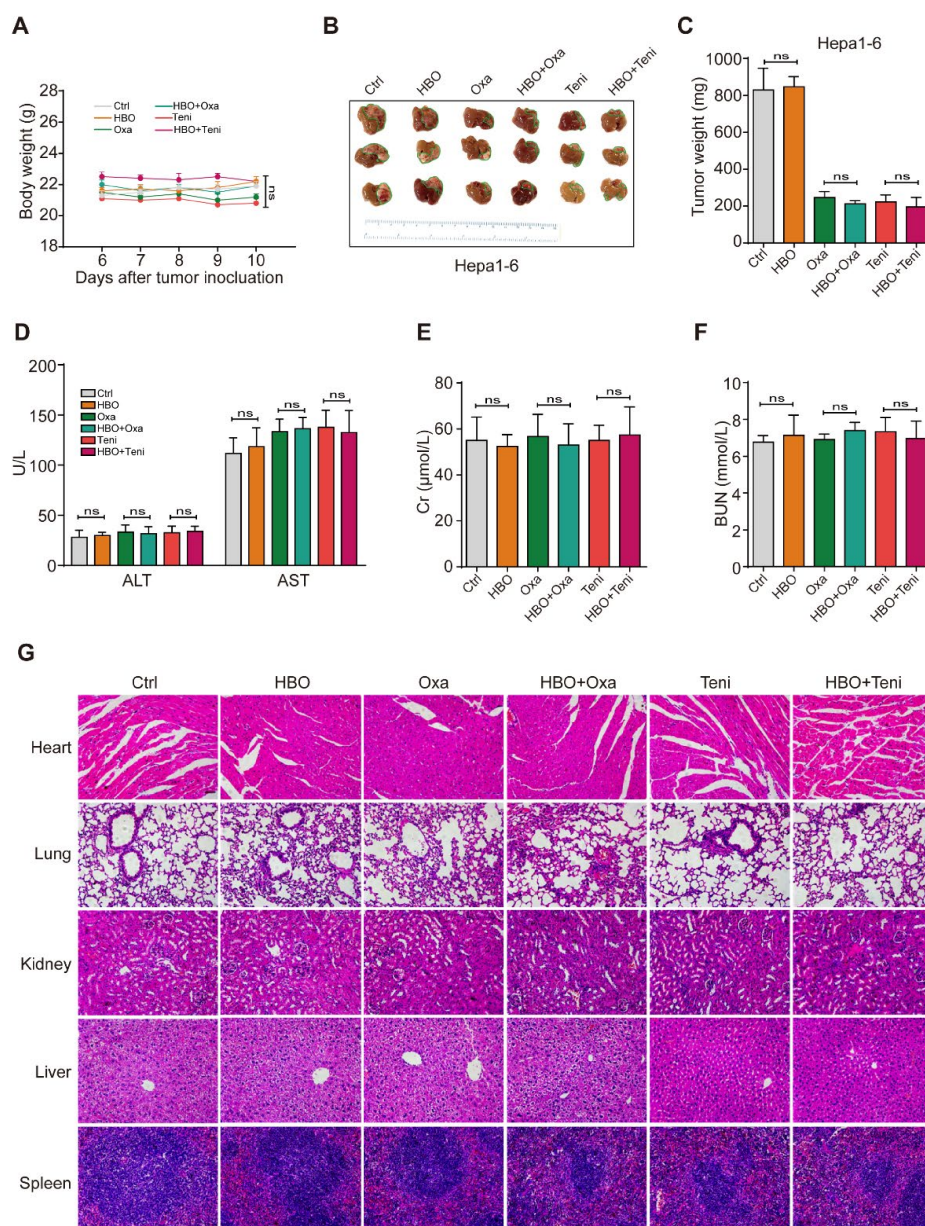 A
Body weight (g)
22
24
26
28
22
20
18
Ctrl
HBO
Oxa
HBO+Oxa
Teni
HBO+Teni
ns
6 7 8 9 10
Days after tumor inocluation
B
Ctrl HBO Oxa HBO+Oxa Teni HBO+Teni
Hepa1-6
C
Hepa1-6
Tumor weight (mg)
1000
800
600
400
200
0
ns
ns ns
Ctrl HBO Oxa HBO+Oxa Teni HBO+Teni
D
U/L
200
150
100
50
0
Ctrl
HBO
Oxa
HBO+Oxa
Teni
HBO+Teni
ns ns ns
ns ns ns
ALT AST
E
Cr (μmol/L)
80
60
40
20
0
ns ns ns
Ctrl HBO Oxa HBO+Oxa Teni HBO+Teni
F
BUN (mmol/L)
10
8
6
4
2
0
ns ns ns
Ctrl HBO Oxa HBO+Oxa Teni HBO+Teni
G
Ctrl HBO Oxa HBO+Oxa Teni HBO+Teni
Heart
Lung
Kidney
Liver
Spleen